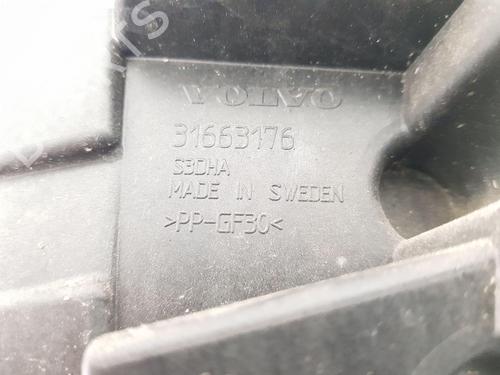 VOLVO
31663176
S3DHA
MADE IN SWEDEN
>PP-GF30<